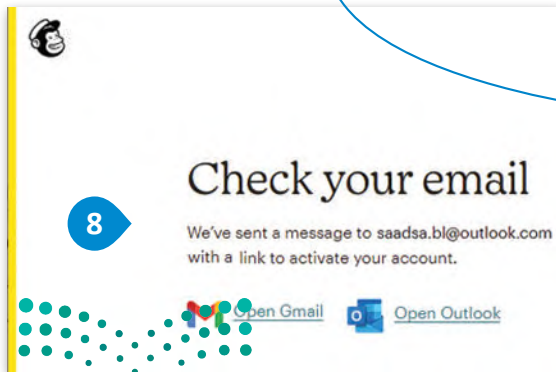 Check your email
8
We've sent a message to saadsa.bl@outlook.com
with a link to activate your account.
Open Gmail
Open Outlook